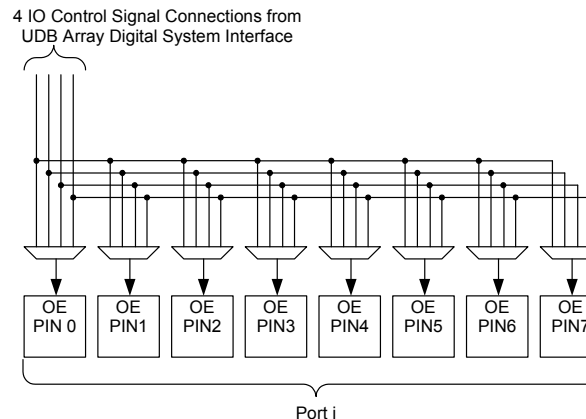 4 IO Control Signal Connections from
UDB Array Digital System Interface
OE
PIN 0
OE
PIN1
OE
PIN2
OE
PIN3
OE
PIN4
OE
PIN5
OE
PIN6
OE
PIN7
Port i